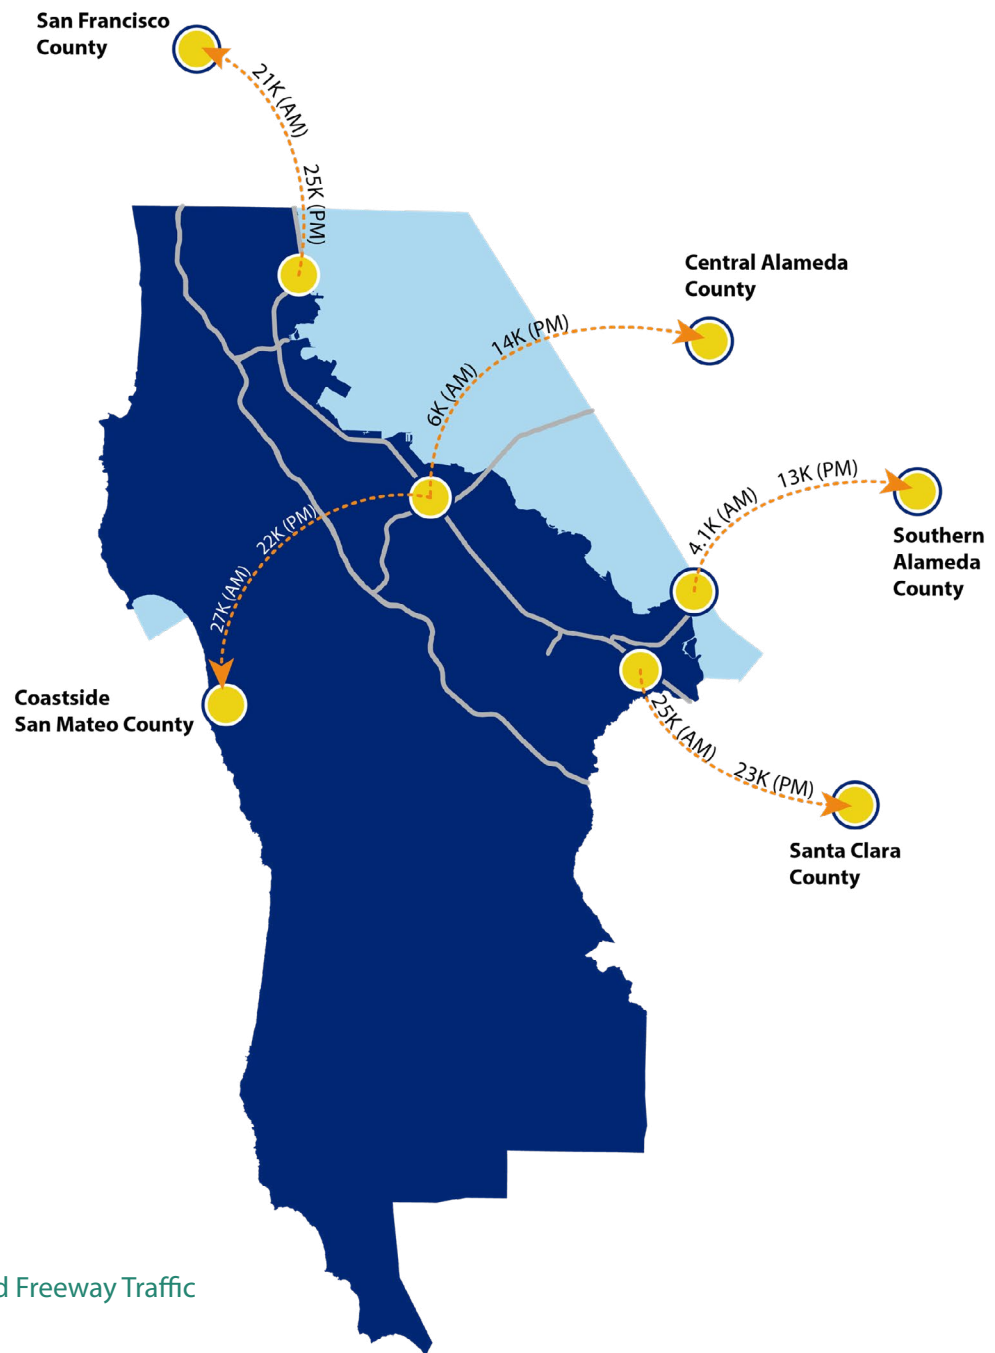 San Francisco
County
21K (AM)
25K (PM)
Central Alameda
County
14K (PM)
6K (AM)
13K (PM)
4.1K (AM)
Southern
Alameda
County
22K (PM)
27K (AM)
Coastside
San Mateo County
25K (AM)
23K (PM)
Santa Clara
County
d Freeway Traffic